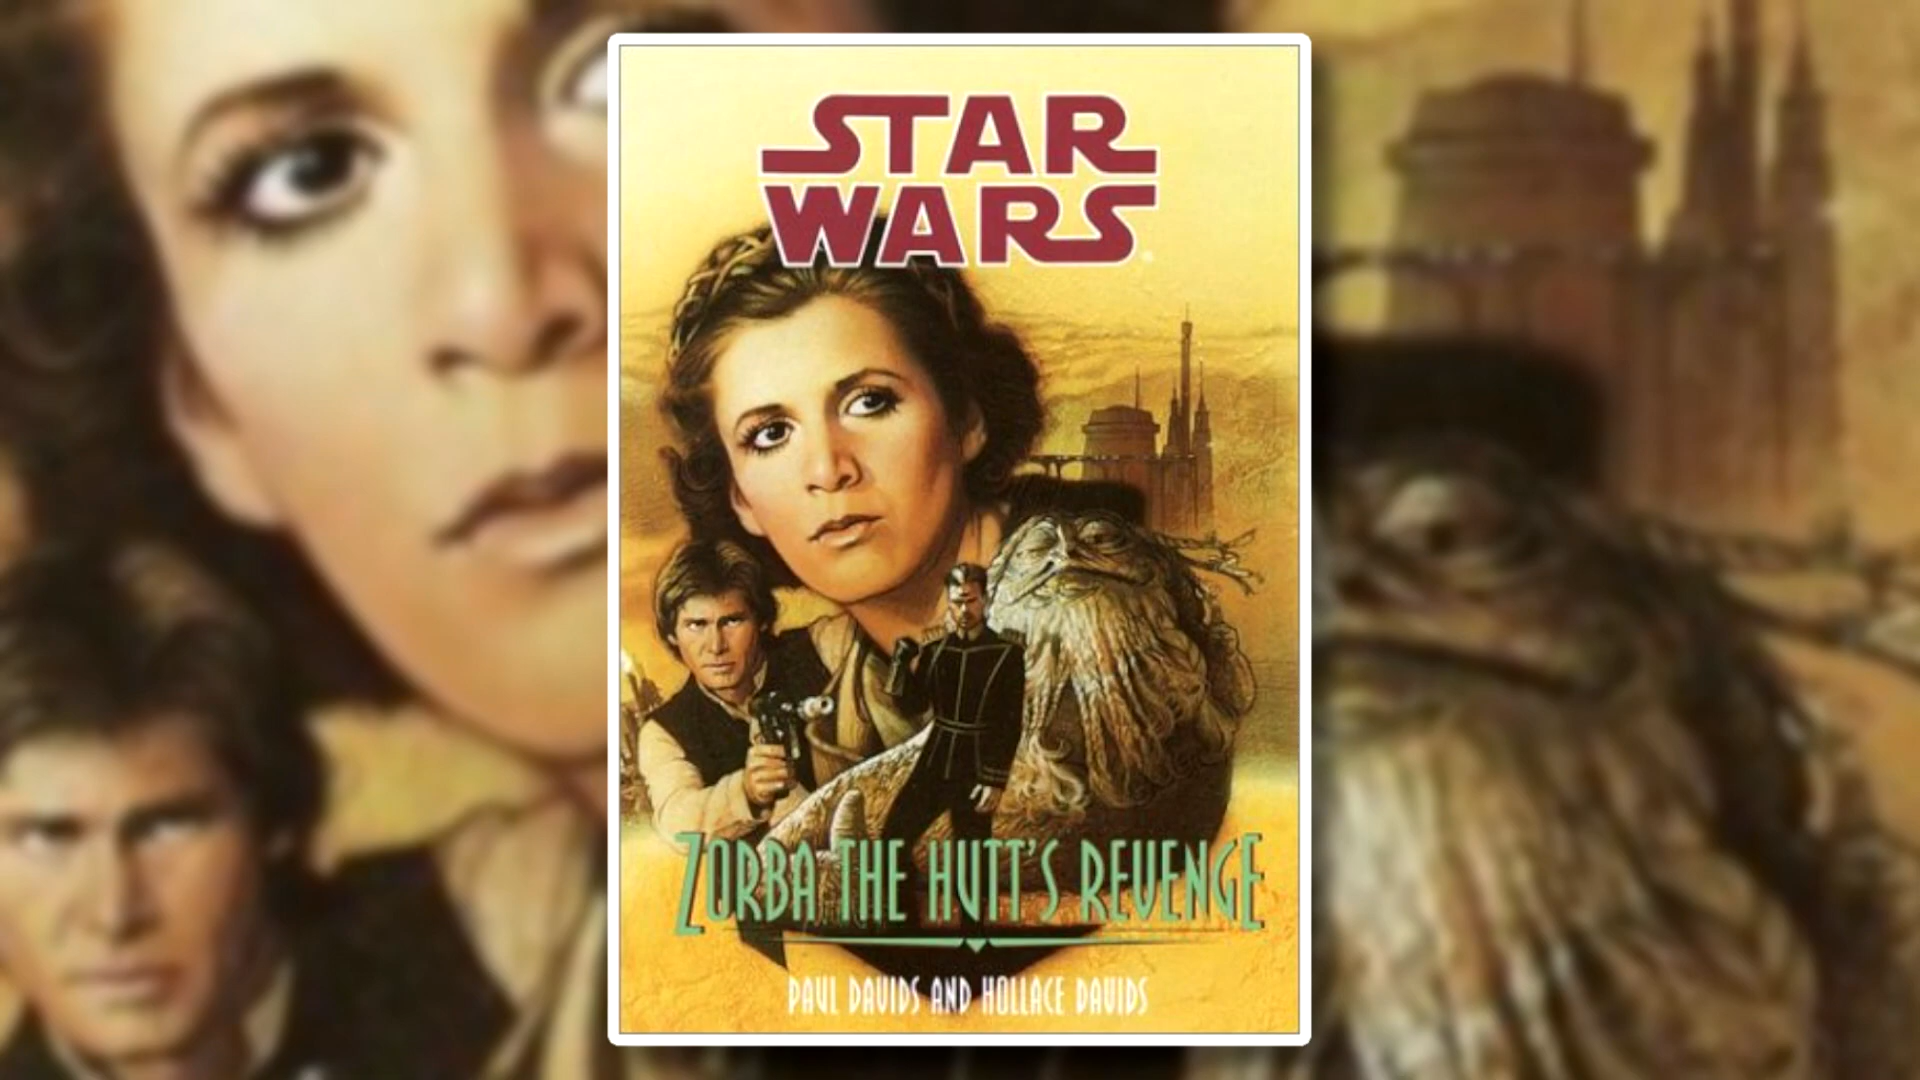 STAR
WARS
ZORBA THE HUTT'S REVENGE
PAUL DAVIDS AND HOLLACE DAVIDS